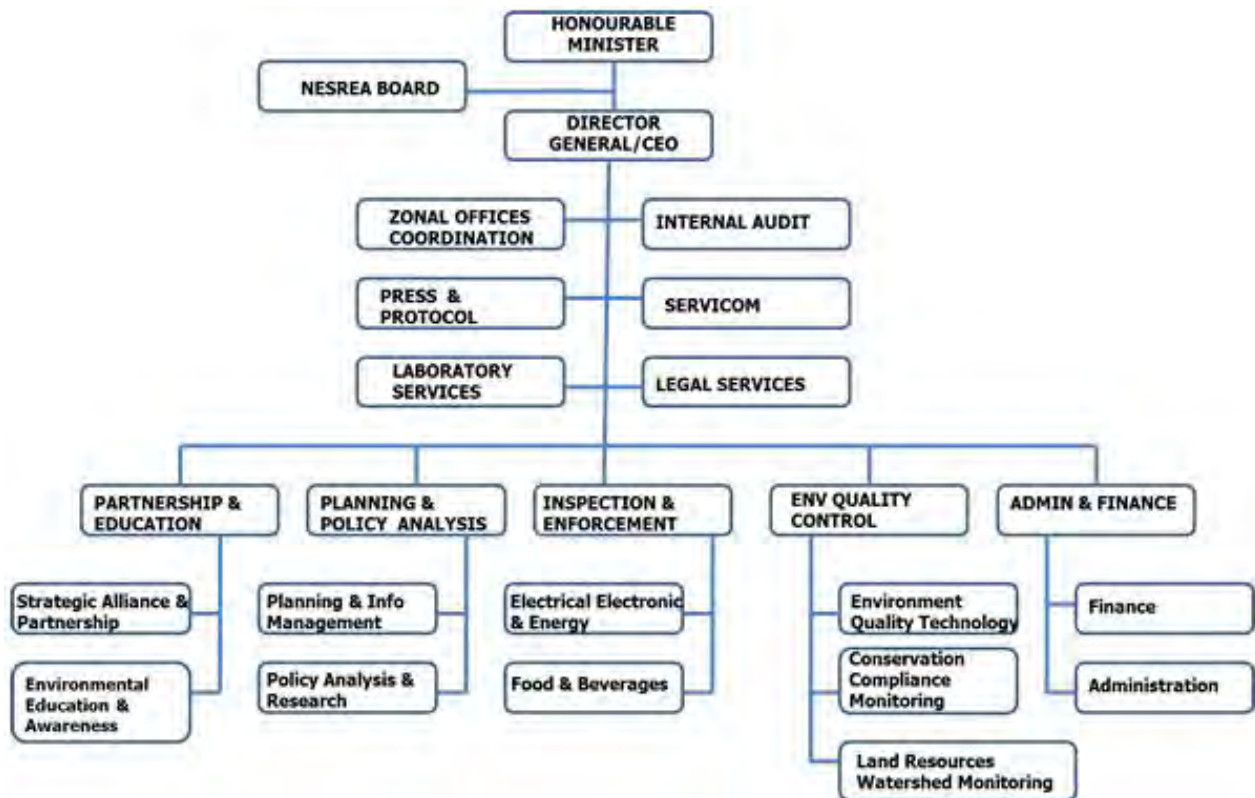 HONOURABLE
MINISTER
NESREA BOARD
DIRECTOR
GENERAL/CEO
ZONAL OFFICES
COORDINATION
INTERNAL AUDIT
PRESS &
PROTOCOL
SERVICOM
LABORATORY
SERVICES
LEGAL SERVICES
PARTNERSHIP &
EDUCATION
PLANNING &
POLICY ANALYSIS
INSPECTION &
ENFORCEMENT
ENV QUALITY
CONTROL
ADMIN & FINANCE
Strategic Alliance &
Partnership
Environmental
Education &
Awareness
Planning & Info
Management
Policy Analysis &
Research
Electrical Electronic
& Energy
Food & Beverages
Environment
Quality Technology
Conservation
Compliance
Monitoring
Land Resources
Watershed Monitoring
Finance
Administration